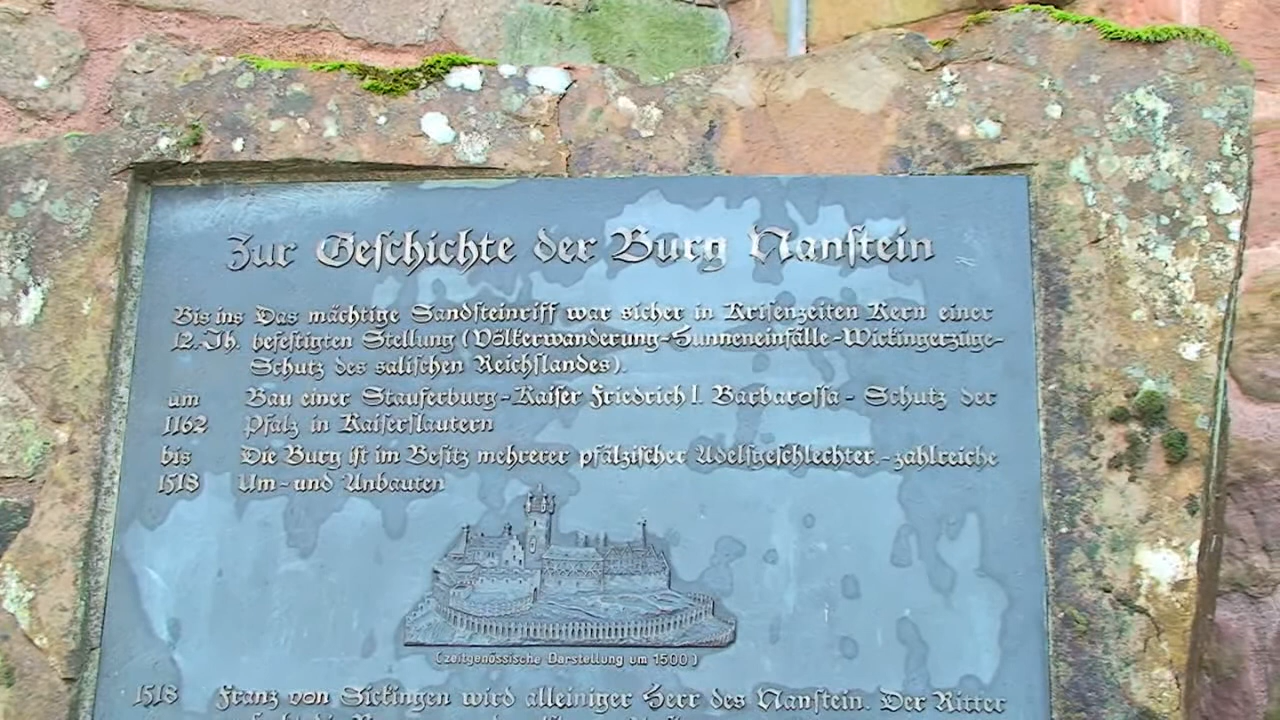 Zur Geschichte der Burg Nanstein
Bis ins Das mächtige Sandsteinriff war sicher in Krisenzeiten Kern einer
12.-Jh. befestigten Stellung (Völkerwanderung-Hunneneinfälle-Wickingerzüge-
Schutz des salischen Reichslandes).
um Bau einer Stauferburg-Kaiser Friedrich I. Barbarossa - Schutz der
1162 Pfalz in Kaiserslautern
bis Die Burg ist im Besitz mehrerer pfälzischer Adelsgeschlechter.-zahlreiche
1518 Um-und Anbauten
(zeitgenössische Darstellung um 1500)
1518 Franz von Sickingen wird alleiniger Herr des Nanstein. Der Ritter